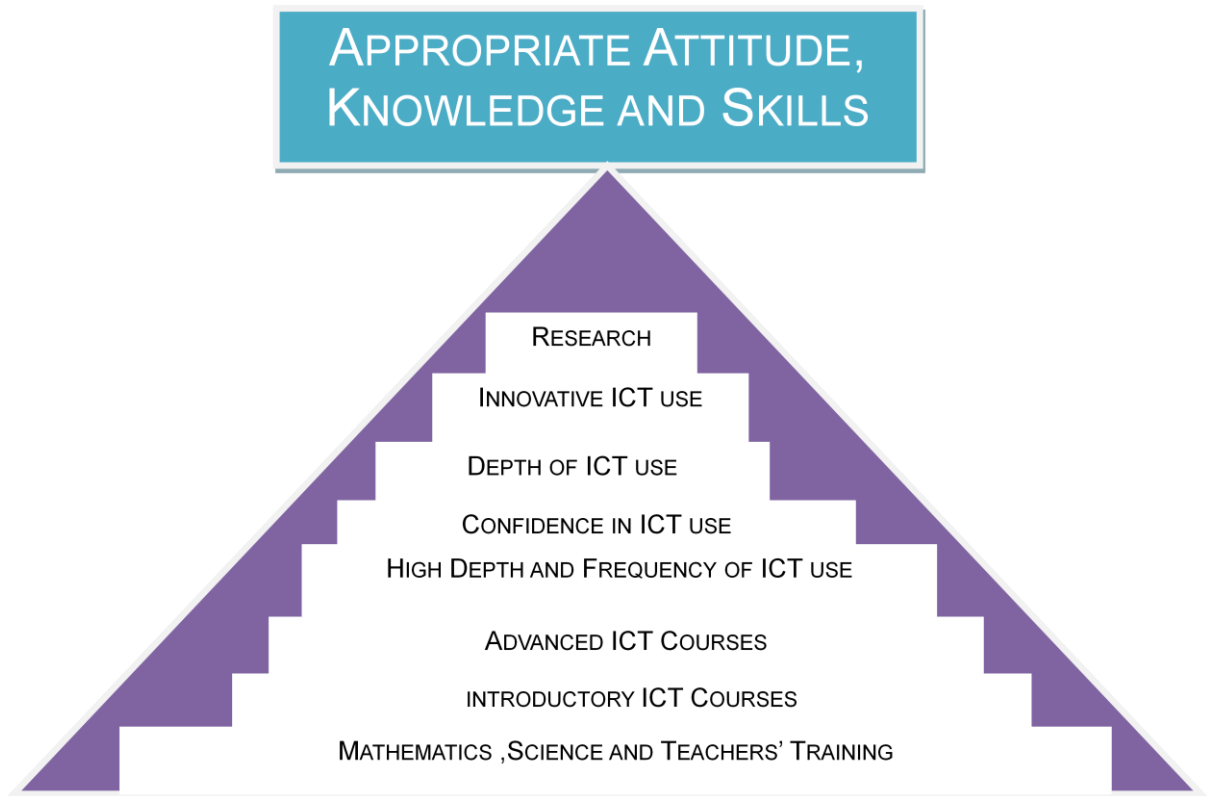 APPROPRIATE ATTITUDE,
KNOWLEDGE AND SKILLS
RESEARCH
INNOVATIVE ICT USE
DEPTH OF ICT USE
CONFIDENCE IN ICT USE
HIGH DEPTH AND FREQUENCY OF ICT USE
ADVANCED ICT COURSES
INTRODUCTORY ICT COURSES
MATHEMATICS ,SCIENCE AND TEACHERS’ TRAINING